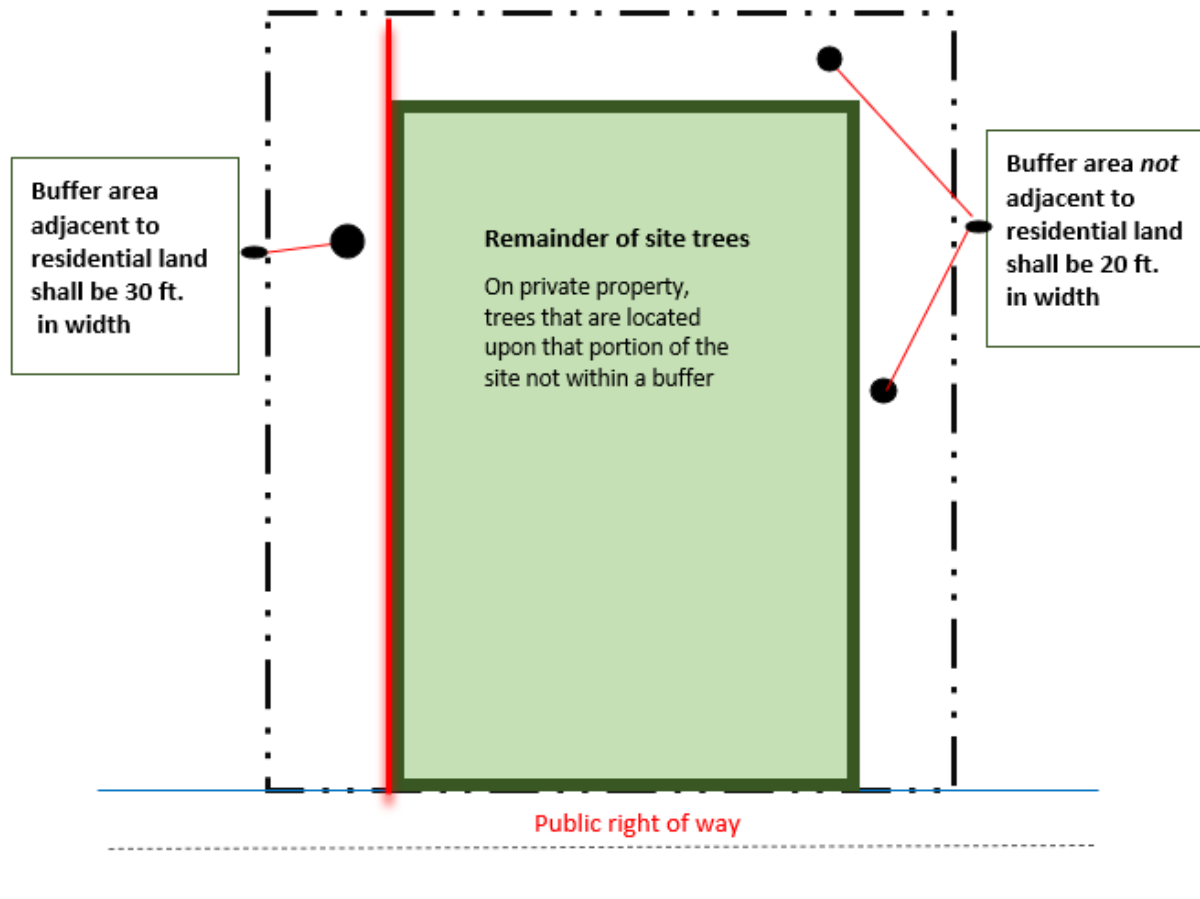 Buffer area
adjacent to
residential land
shall be 30 ft.
in width
Remainder of site trees
On private property,
trees that are located
upon that portion of the
site not within a buffer
Buffer area not
adjacent to
residential land
shall be 20 ft.
in width
Public right of way